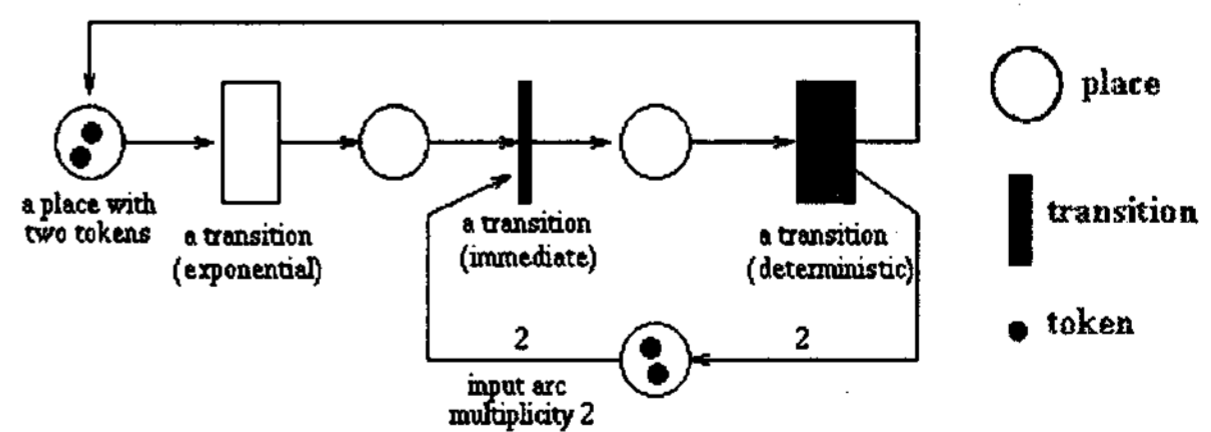 place
a place with
two tokens
a transition
(exponential)
a transition
(immediate)
a transition
(deterministic)
transition
token
2
2
input arc
multiplicity 2